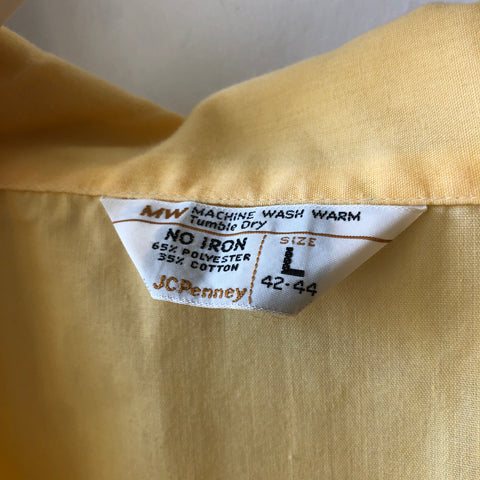 MW MACHINE WASH WARM
Tumble Dry
NO IRON
65% POLYESTER
35% COTTON
JCPenney
SIZE
L
42-44